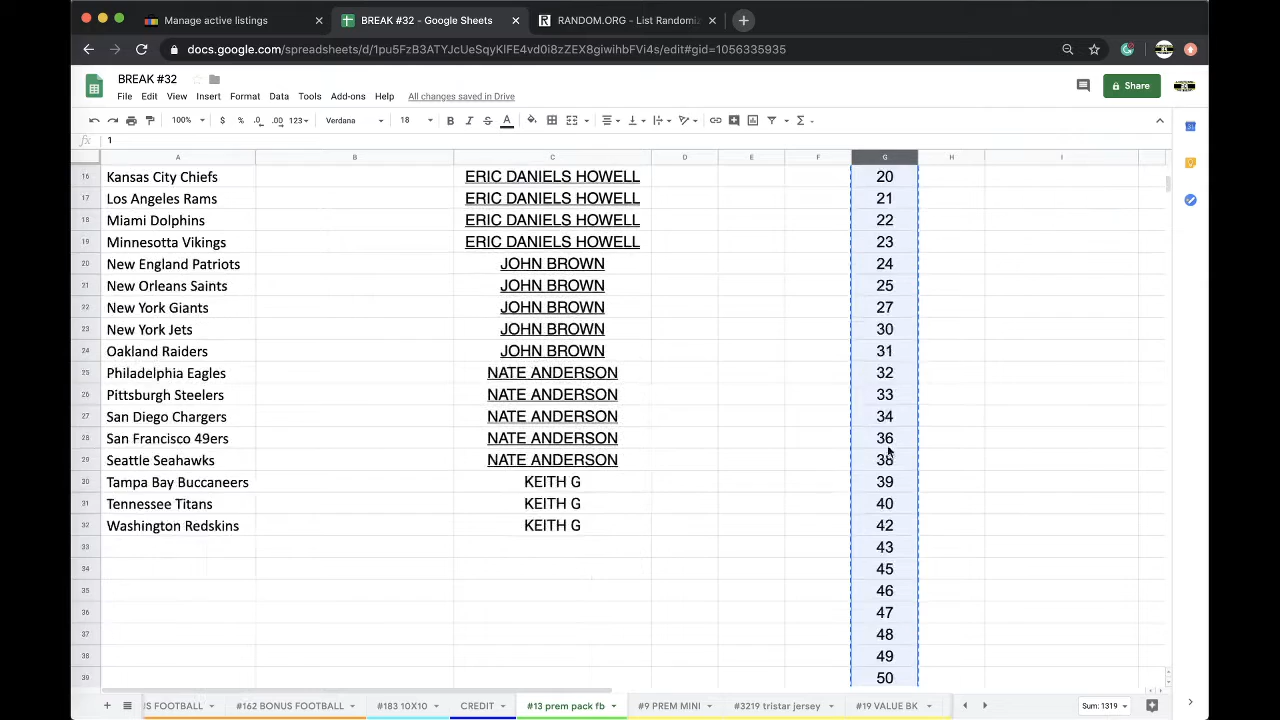 Manage active listings
BREAK #32 - Google Sheets
RANDOM.ORG - List Randomiz
docs.google.com/spreadsheets/d/1pu5FzB3ATYJcUeSqyKIFE4vd0i8zZEX8giwihbFVi4s/edit#gid=1056335935
BREAK #32
File Edit View Insert Format Data Tools Add-ons Help All changes saved in Drive
Share
100% $ % .0 .00 123 Verdana 18 B I S A
fx 1
A B C D E F G H I
16 Kansas City Chiefs ERIC DANIELS HOWELL 20
17 Los Angeles Rams ERIC DANIELS HOWELL 21
18 Miami Dolphins ERIC DANIELS HOWELL 22
19 Minnesotta Vikings ERIC DANIELS HOWELL 23
20 New England Patriots JOHN BROWN 24
21 New Orleans Saints JOHN BROWN 25
22 New York Giants JOHN BROWN 27
23 New York Jets JOHN BROWN 30
24 Oakland Raiders JOHN BROWN 31
25 Philadelphia Eagles NATE ANDERSON 32
26 Pittsburgh Steelers NATE ANDERSON 33
27 San Diego Chargers NATE ANDERSON 34
28 San Francisco 49ers NATE ANDERSON 36
29 Seattle Seahawks NATE ANDERSON 38
30 Tampa Bay Buccaneers KEITH G 39
31 Tennessee Titans KEITH G 40
32 Washington Redskins KEITH G 42
33 43
34 45
35 46
36 47
37 48
38 49
39 50
US FOOTBALL #162 BONUS FOOTBALL #183 10X10 CREDIT #13 prem pack fb #9 PREM MINI #3219 tristar jersey #19 VALUE BK Sum: 1319